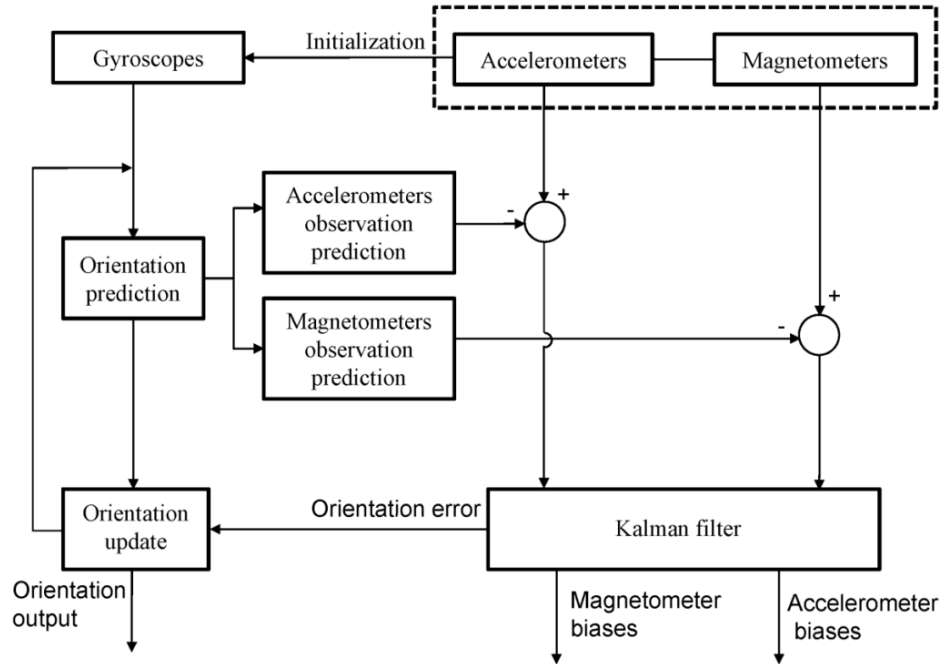 Initialization
Gyroscopes
Accelerometers
Magnetometers
+
-
Accelerometers
observation
prediction
Orientation
prediction
+
-
Magnetometers
observation
prediction
Orientation error
Orientation
update
Kalman filter
Orientation
output
Magnetometer
biases
Accelerometer
biases